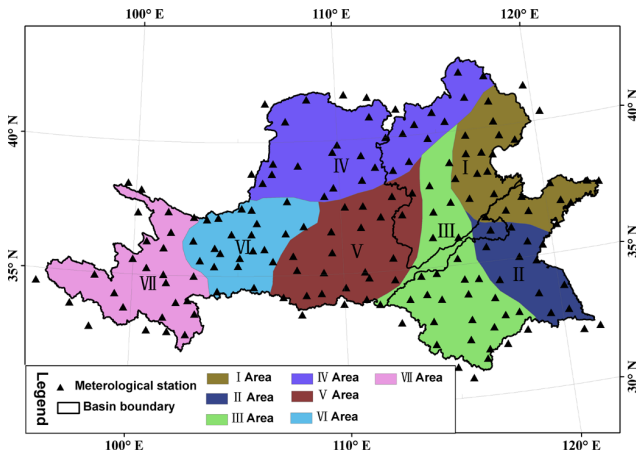 100° E
110° E
120° E
40° N
40° N
35° N
35° N
30° N
I
IV
III
VI
V
II
VII
Legend
Meterological station
Basin boundary
I Area
II Area
III Area
IV Area
V Area
VI Area
VII Area
100° E
110° E
120° E